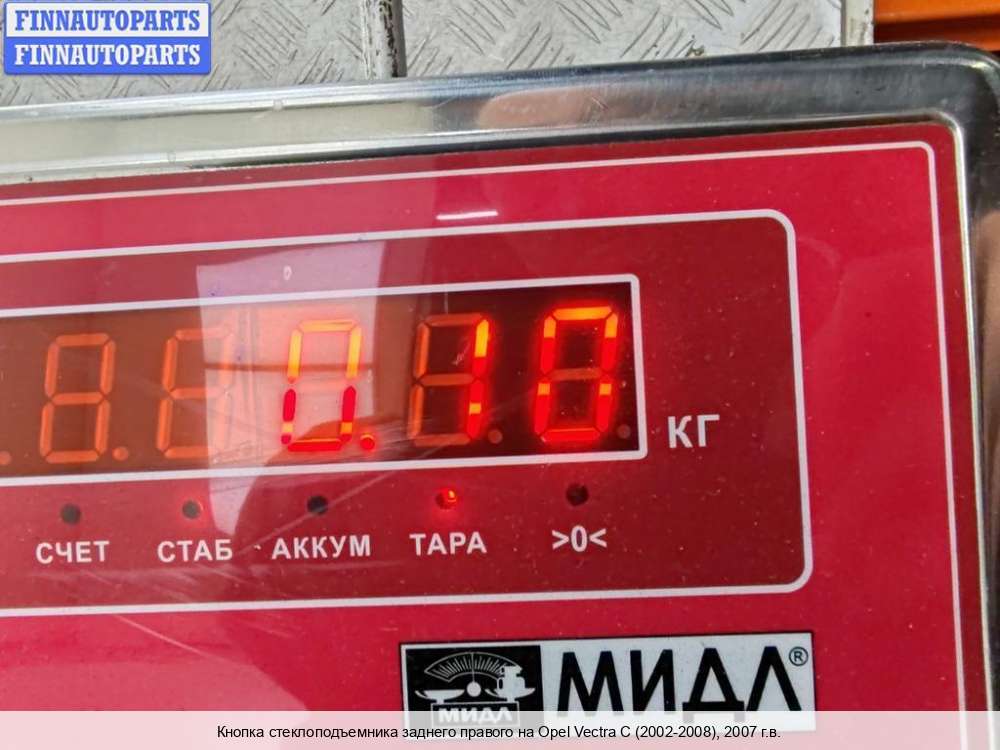 FINNAUTOPARTS
FINNAUTOPARTS
0.10
КГ
СЧЕТ СТАБ АККУМ ТАРА >0<
МИДЛ®
МИДЛ
Кнопка стеклоподъемника заднего правого на Opel Vectra C (2002-2008), 2007 г.в.